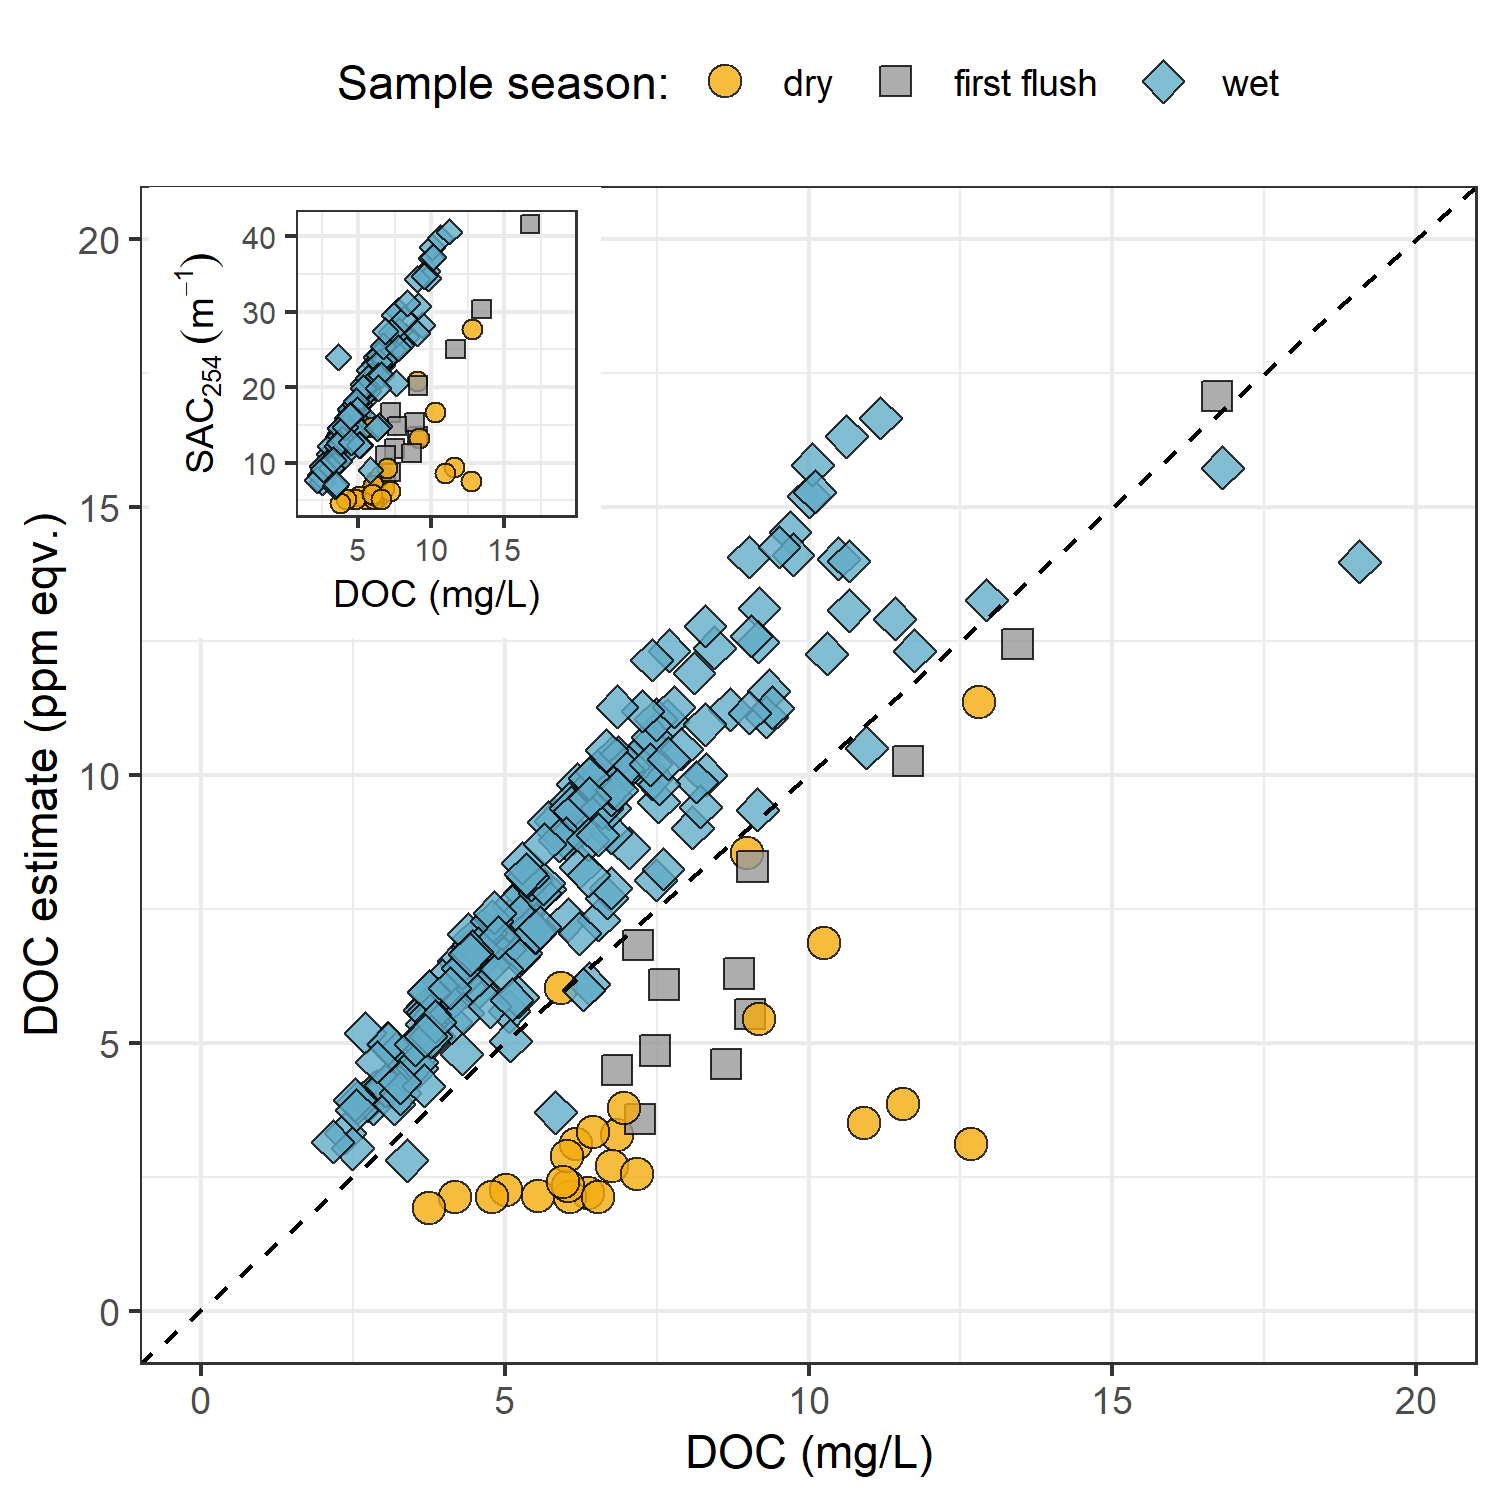 Sample season: dry first flush wet
DOC estimate (ppm eqv.)
20
15
10
5
0
SAC254 (m−1)
40
30
20
10
5 10 15
DOC (mg/L)
0 5 10 15 20
DOC (mg/L)